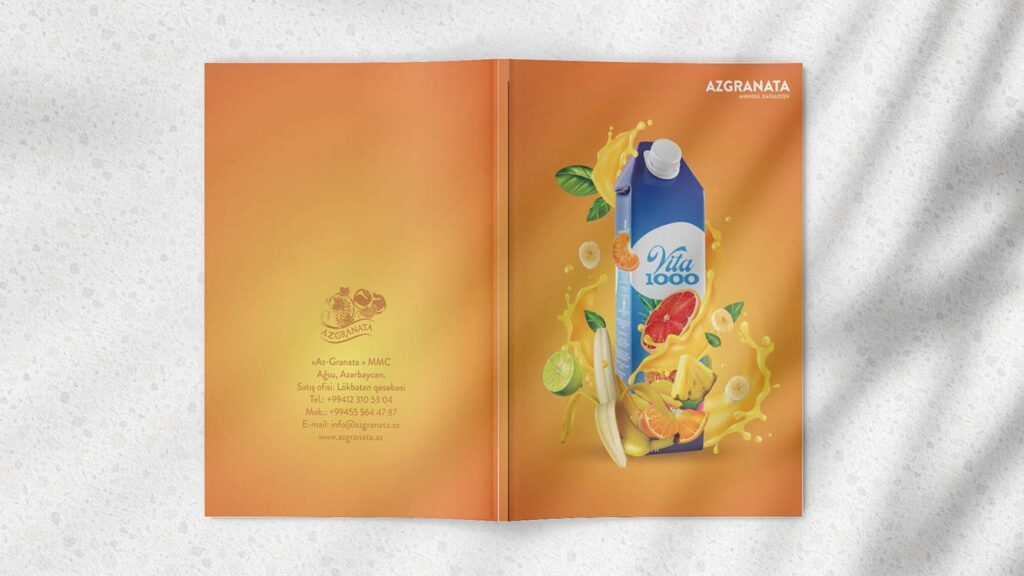 AZGRANATA
MƏHSUL KATALOQU
Vita
1000
AZGRANATA
«Az-Granata » MMC
Ağsu, Azərbaycan.
Satış ofisi: Lökbatan qəsəbəsi
Tel.: +99412 310 53 04
Mob.: +99455 564 47 87
E-mail: info@azgranata.az
www.azgranata.az